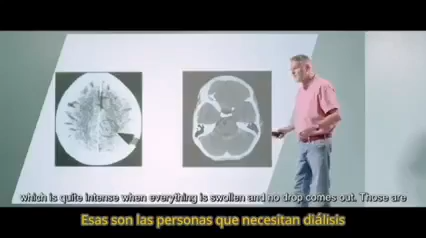 which is quite intense when everything is swollen and no drop comes out. Those are
Esas son las personas que necesitan diálisis